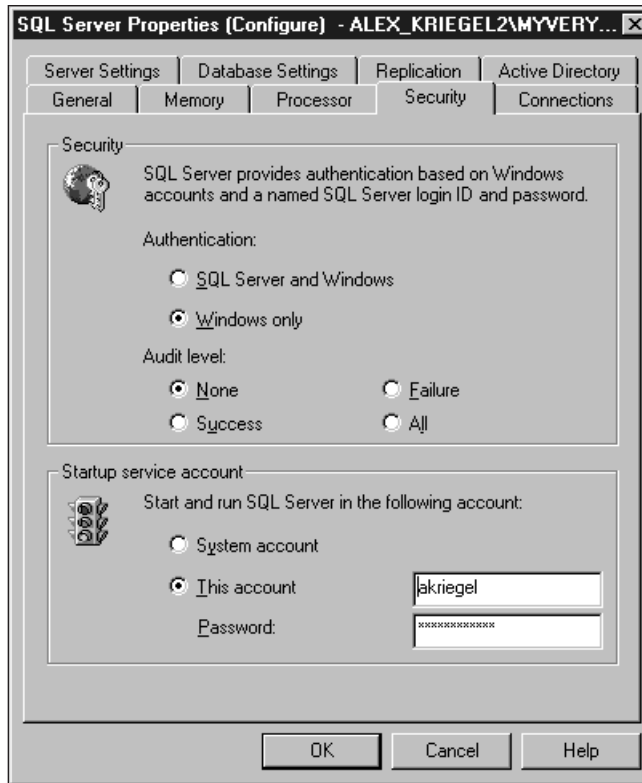 SQL Server Properties (Configure) - ALEX_KRIEGEL2\MYVERY...
Server Settings Database Settings Replication Active Directory
General Memory Processor Security Connections
Security
SQL Server provides authentication based on Windows
accounts and a named SQL Server login ID and password.
Authentication:
SQL Server and Windows
Windows only
Audit level:
None Failure
Success All
Startup service account
Start and run SQL Server in the following account:
System account
This account akriegel
Password: ************
OK Cancel Help